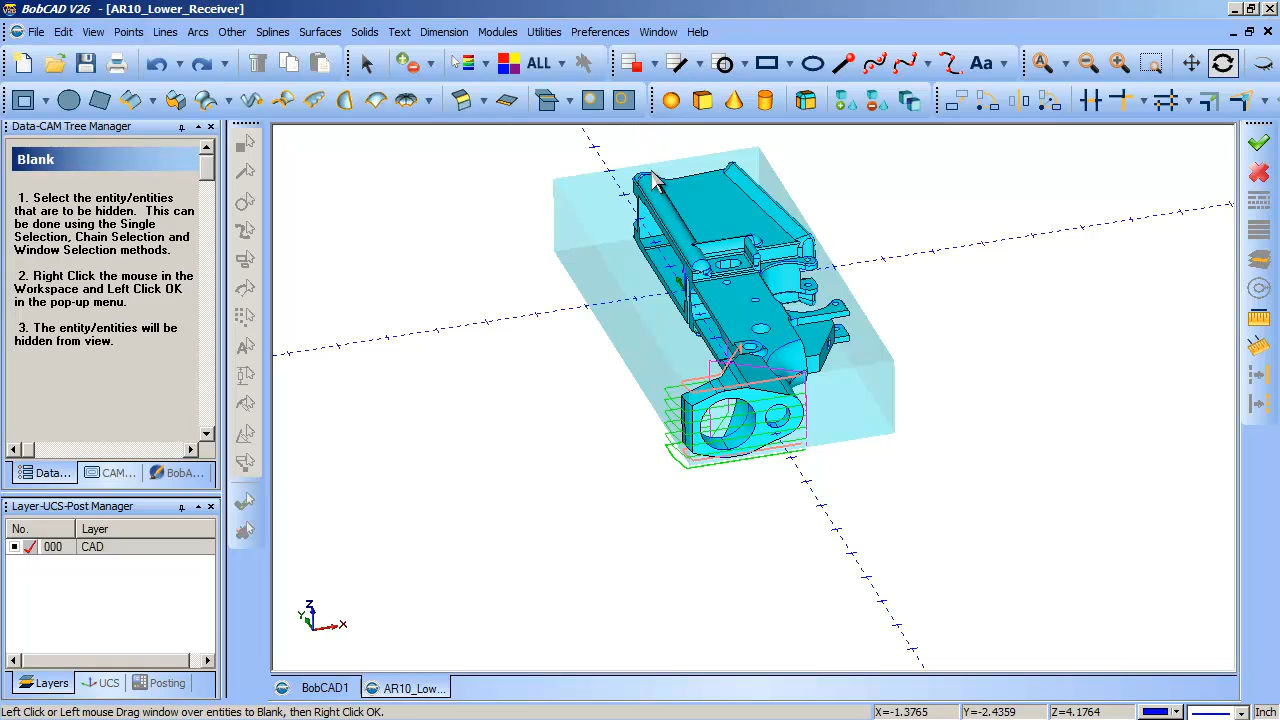 BobCAD V26 - [AR10_Lower_Receiver]
File Edit View Points Lines Arcs Other Splines Surfaces Solids Text Dimension Modules Utilities Preferences Window Help
ALL Aa
Data-CAM Tree Manager
Blank
1. Select the entity/entities
that are to be hidden. This can
be done using the Single
Selection, Chain Selection and
Window Selection methods.
2. Right Click the mouse in the
Workspace and Left Click OK
in the pop-up menu.
3. The entity/entities will be
hidden from view.
Data... CAM... BobA...
Layer-UCS-Post Manager
No. Layer
000 CAD
Layers UCS Posting
Z
Y
X
BobCAD1 AR10_Low...
Left Click or Left mouse Drag window over entities to Blank, then Right Click OK.
X=-1.3765 Y=-2.4359 Z=4.1764 Inch